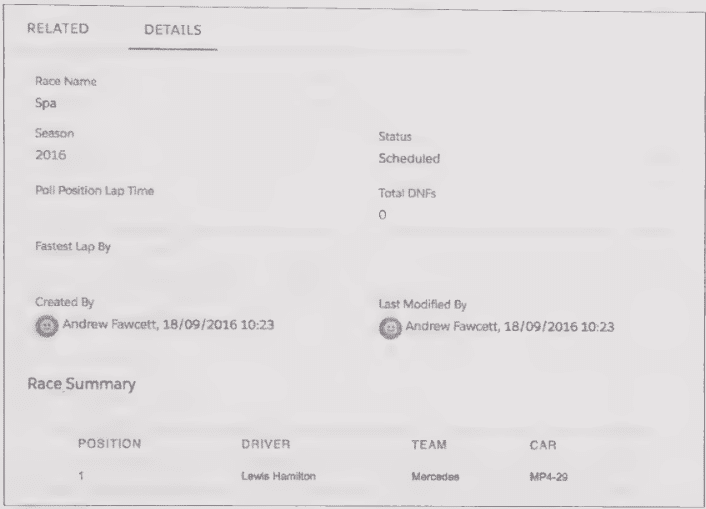 RELATED DETAILS
Race Name
Spa
Season
2016
Status
Scheduled
Poll Position Lap Time
Total DNFs
0
Fastest Lap By
Created By
Andrew Fawcett, 18/09/2016 10:23
Last Modified By
Andrew Fawcett, 18/09/2016 10:23
Race Summary
POSITION DRIVER TEAM CAR
1 Lewis Hamilton Mercedes MP4-29